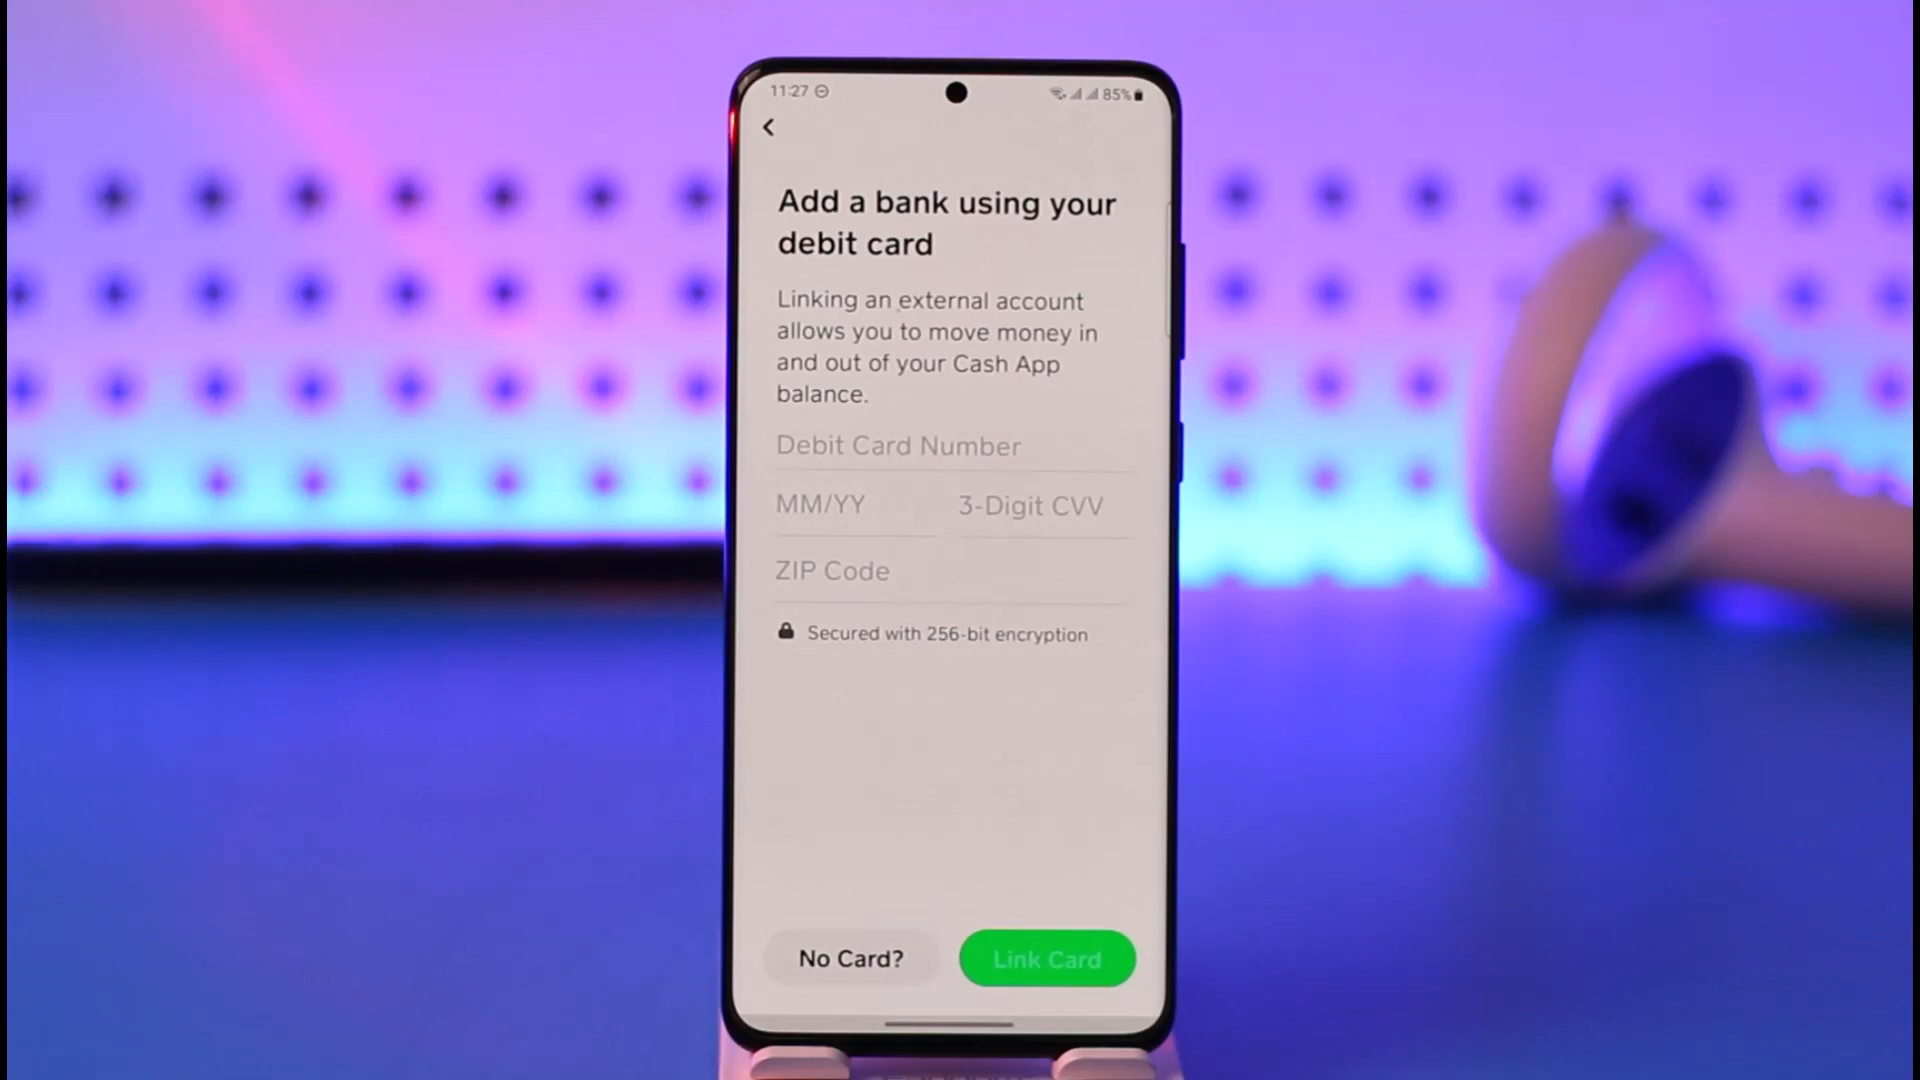 11:27
85%
Add a bank using your
debit card
Linking an external account
allows you to move money in
and out of your Cash App
balance.
Debit Card Number
MM/YY 3-Digit CVV
ZIP Code
Secured with 256-bit encryption
No Card? Link Card